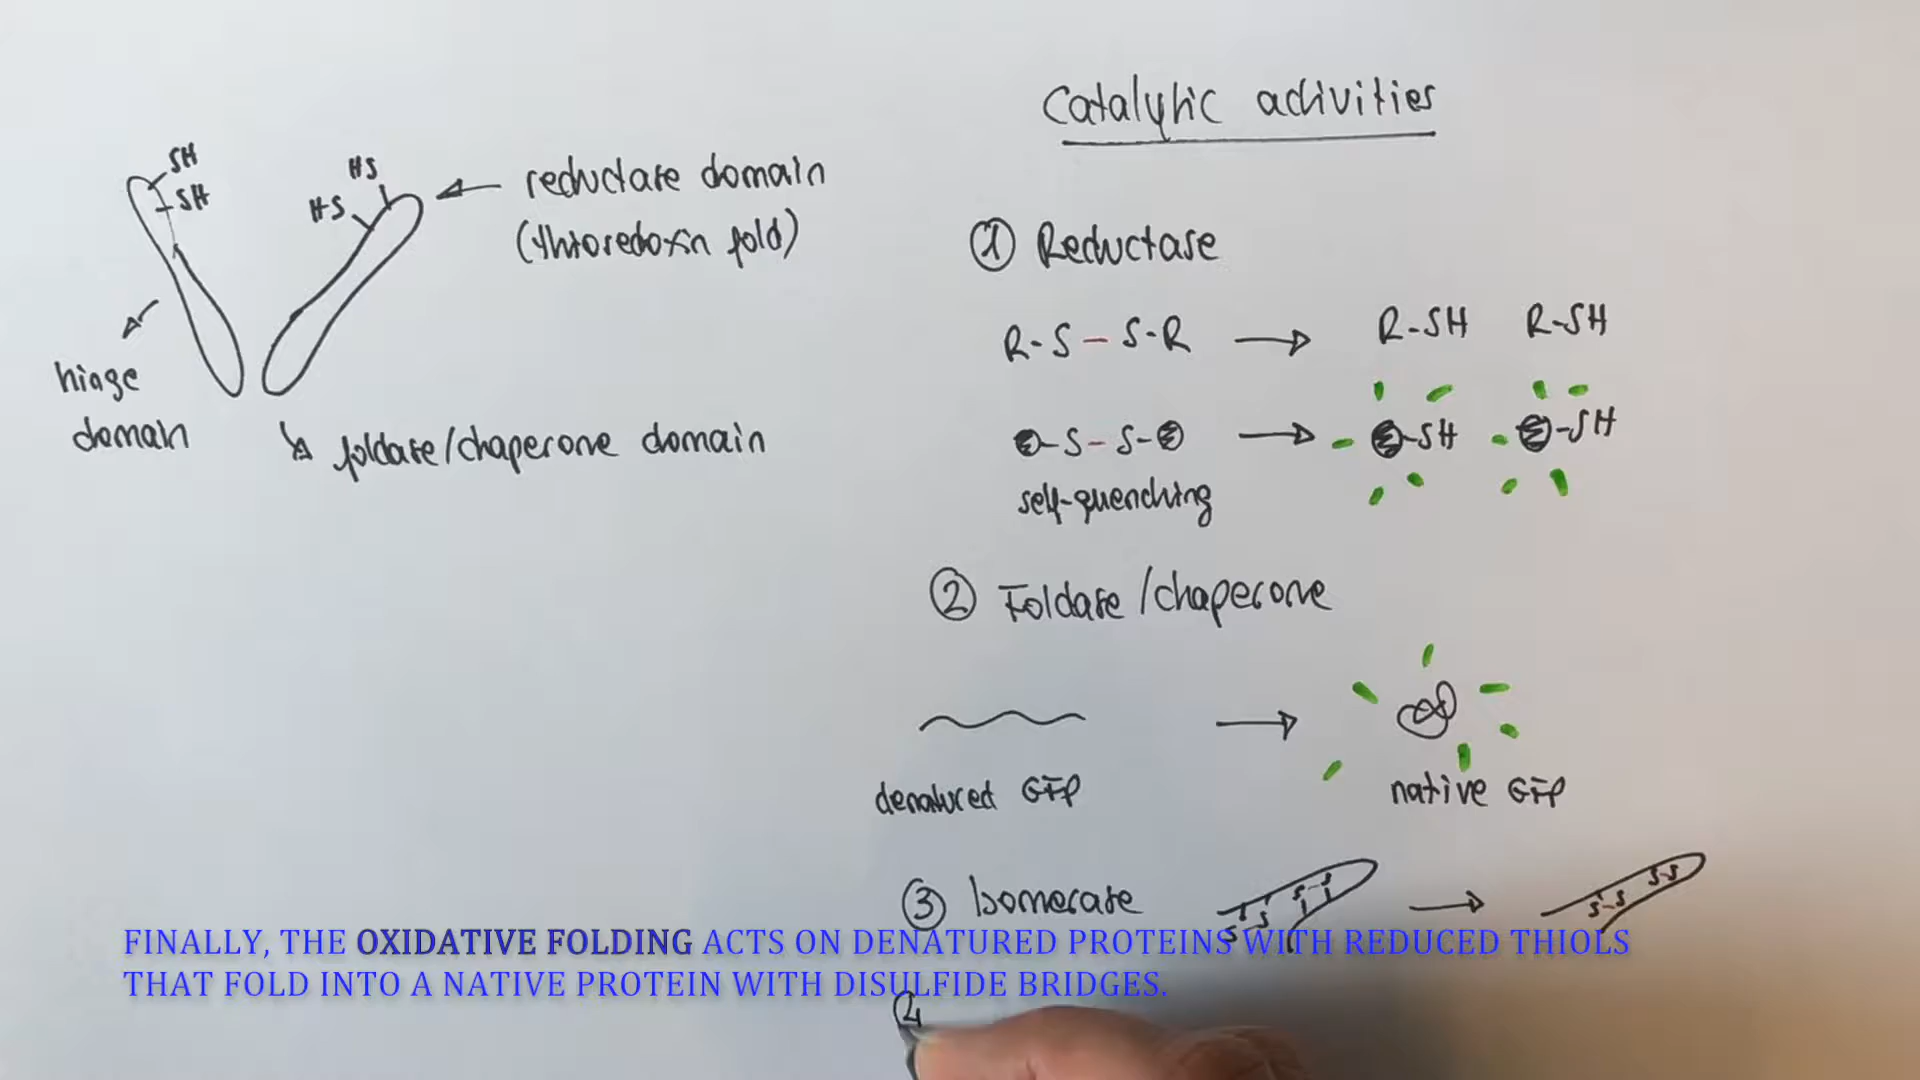 SH
SH
HS
HS
reductase domain
(thioredoxin fold)
hinge
domain
foldase/chaperone domain
Catalytic activities
① Reductase
R-S-S-R → R-SH R-SH
-S-S- → -SH -SH
self-quenching
② Foldase/chaperone
denatured GFP → native GFP
③ Isomerase
S-S S-S → S-S S-S
FINALLY, THE OXIDATIVE FOLDING ACTS ON DENATURED PROTEINS WITH REDUCED THIOLS
THAT FOLD INTO A NATIVE PROTEIN WITH DISULFIDE BRIDGES.
④